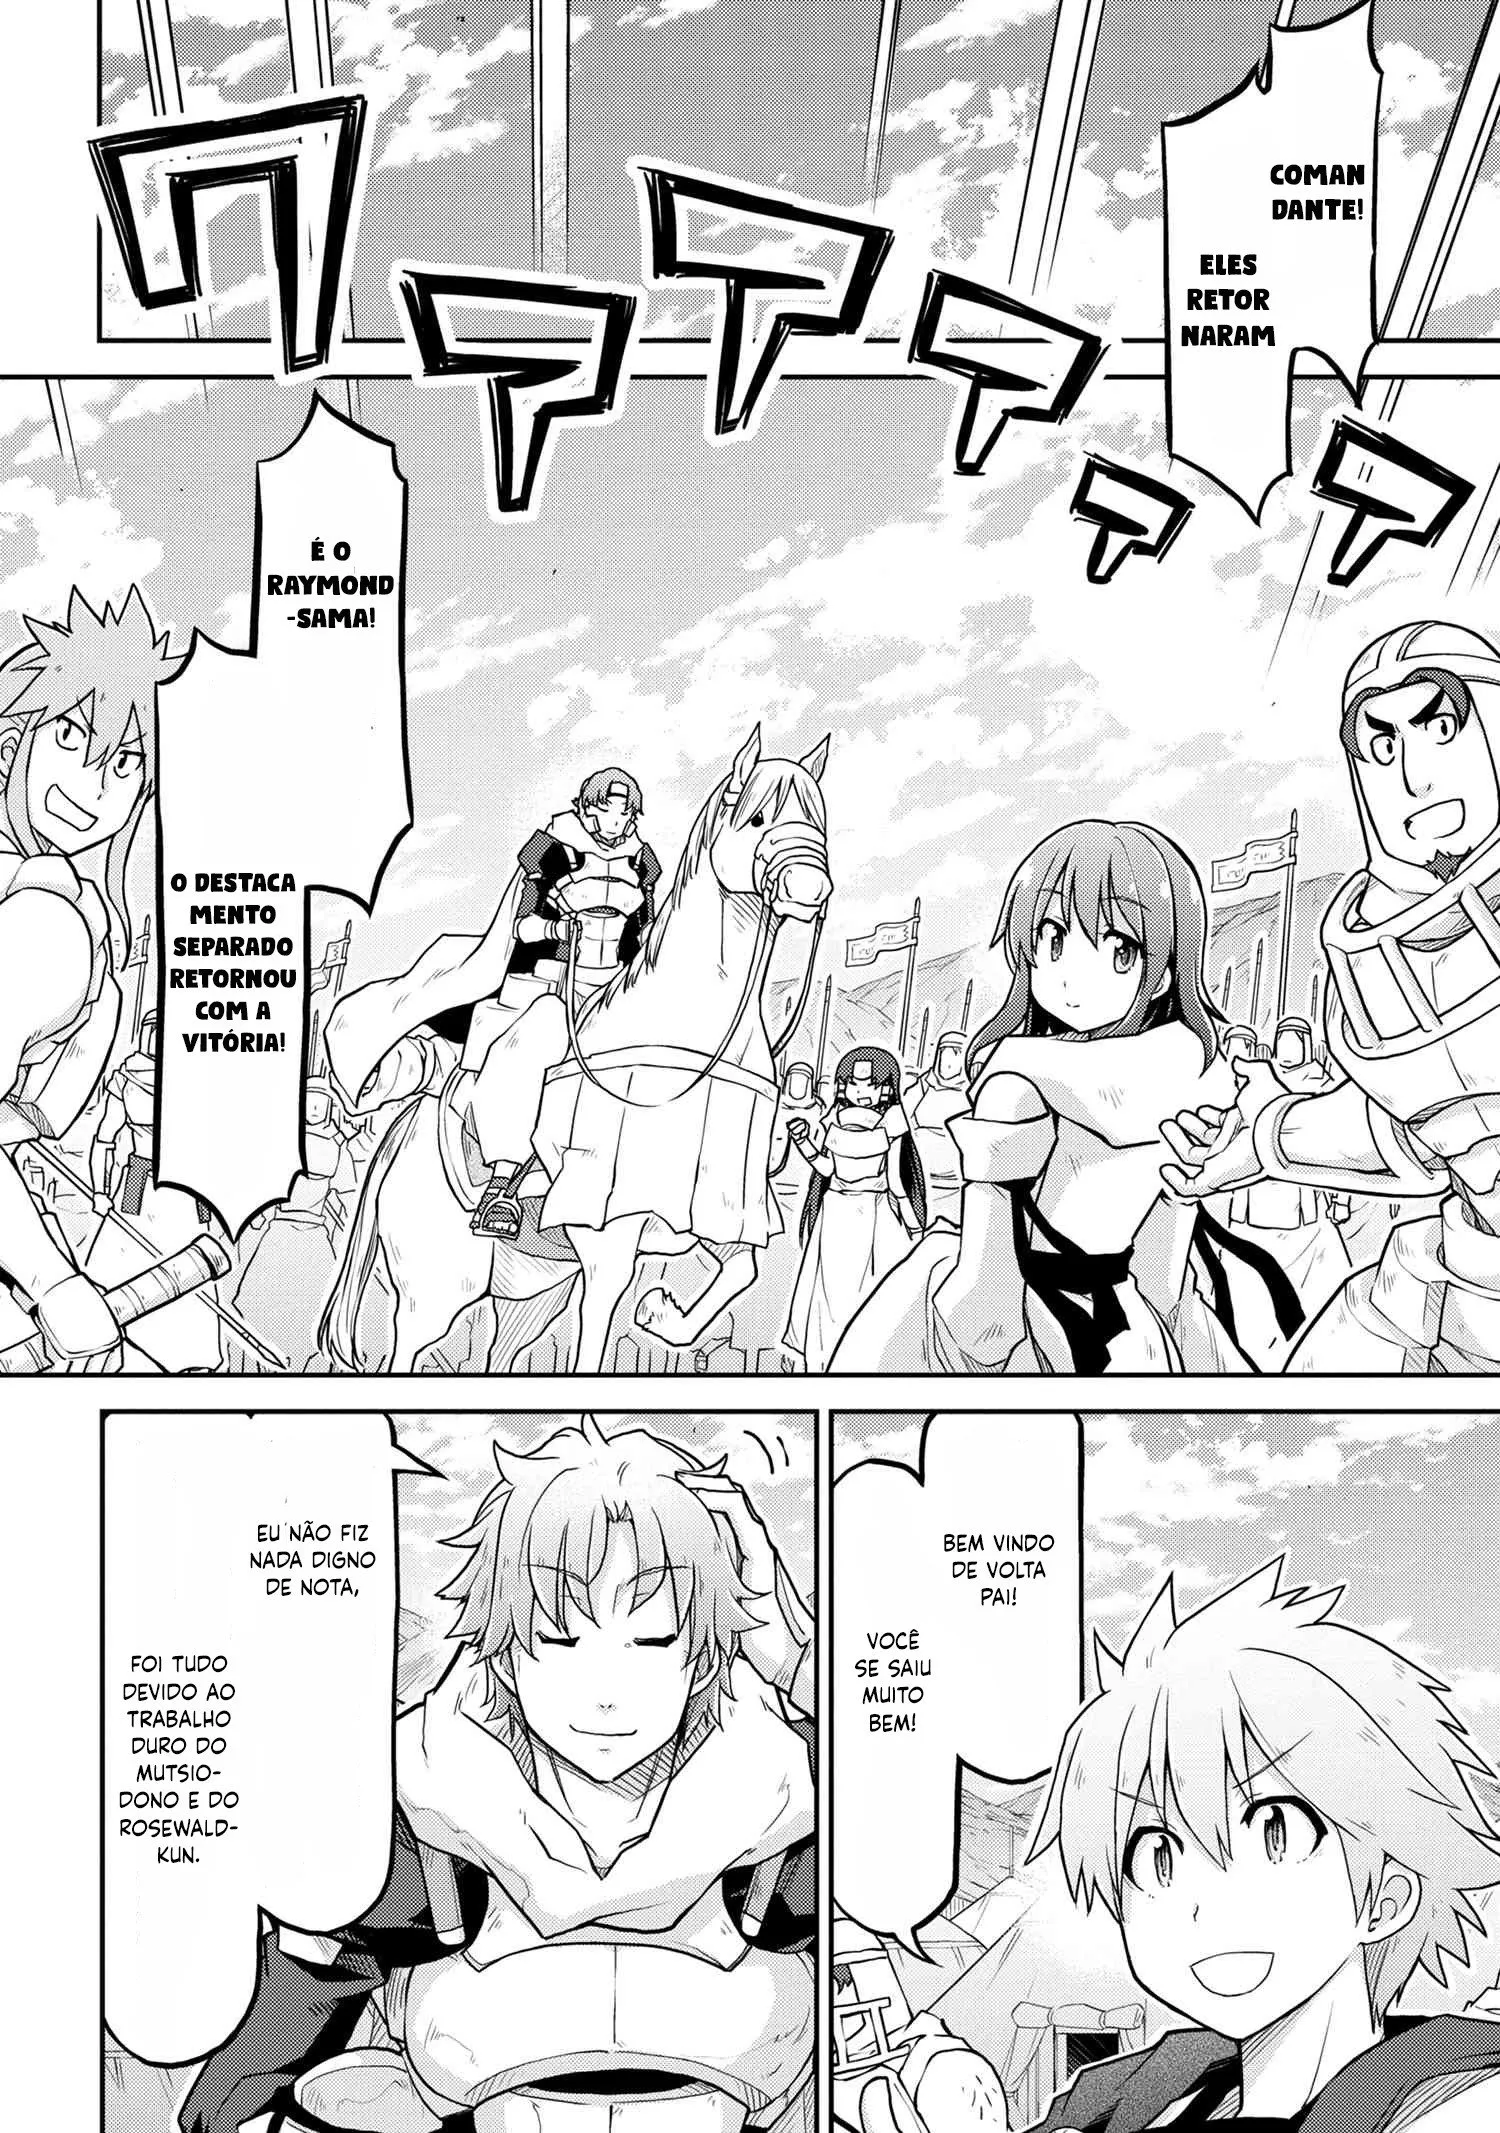 COMAN
DANTE!
ELES
RETOR
NARAM
ワァァァァァ
É O
RAYMOND
-SAMA!
O DESTACA
MENTO
SEPARADO
RETORNOU
COM A
VITÓRIA!
BEM VINDO
DE VOLTA
PAI!
VOCÊ
SE SAIU
MUITO
BEM!
EU NÃO FIZ
NADA DIGNO
DE NOTA,
FOI TUDO
DEVIDO AO
TRABALHO
DURO DO
MUTSIO-
DONO E DO
ROSEWALD-
KUN.